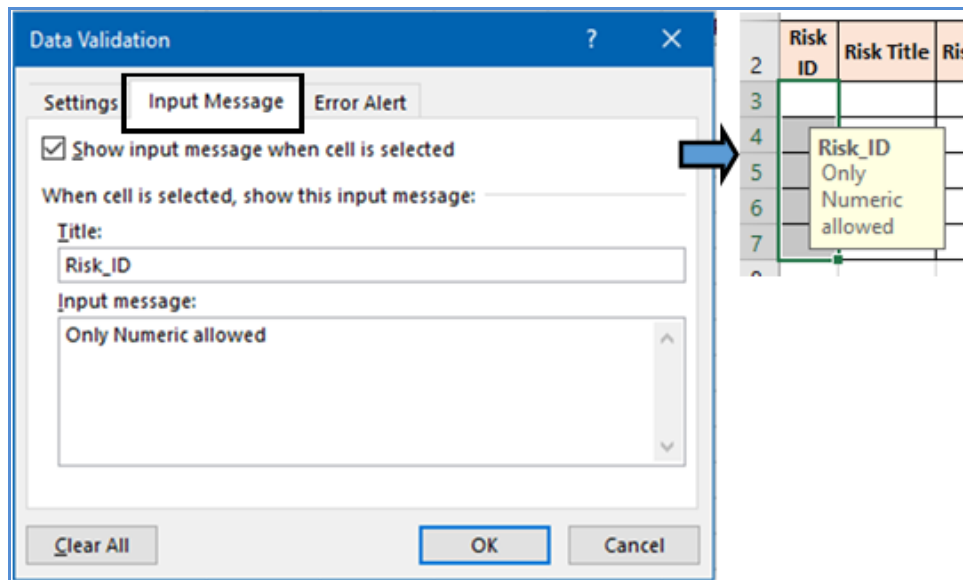 Data Validation ? ×
Settings Input Message Error Alert
Show input message when cell is selected
When cell is selected, show this input message:
Title:
Risk_ID
Input message:
Only Numeric allowed
Clear All OK Cancel
Risk
ID
Risk Title
Ris
2
3
4
5
6
7
Risk_ID
Only
Numeric
allowed